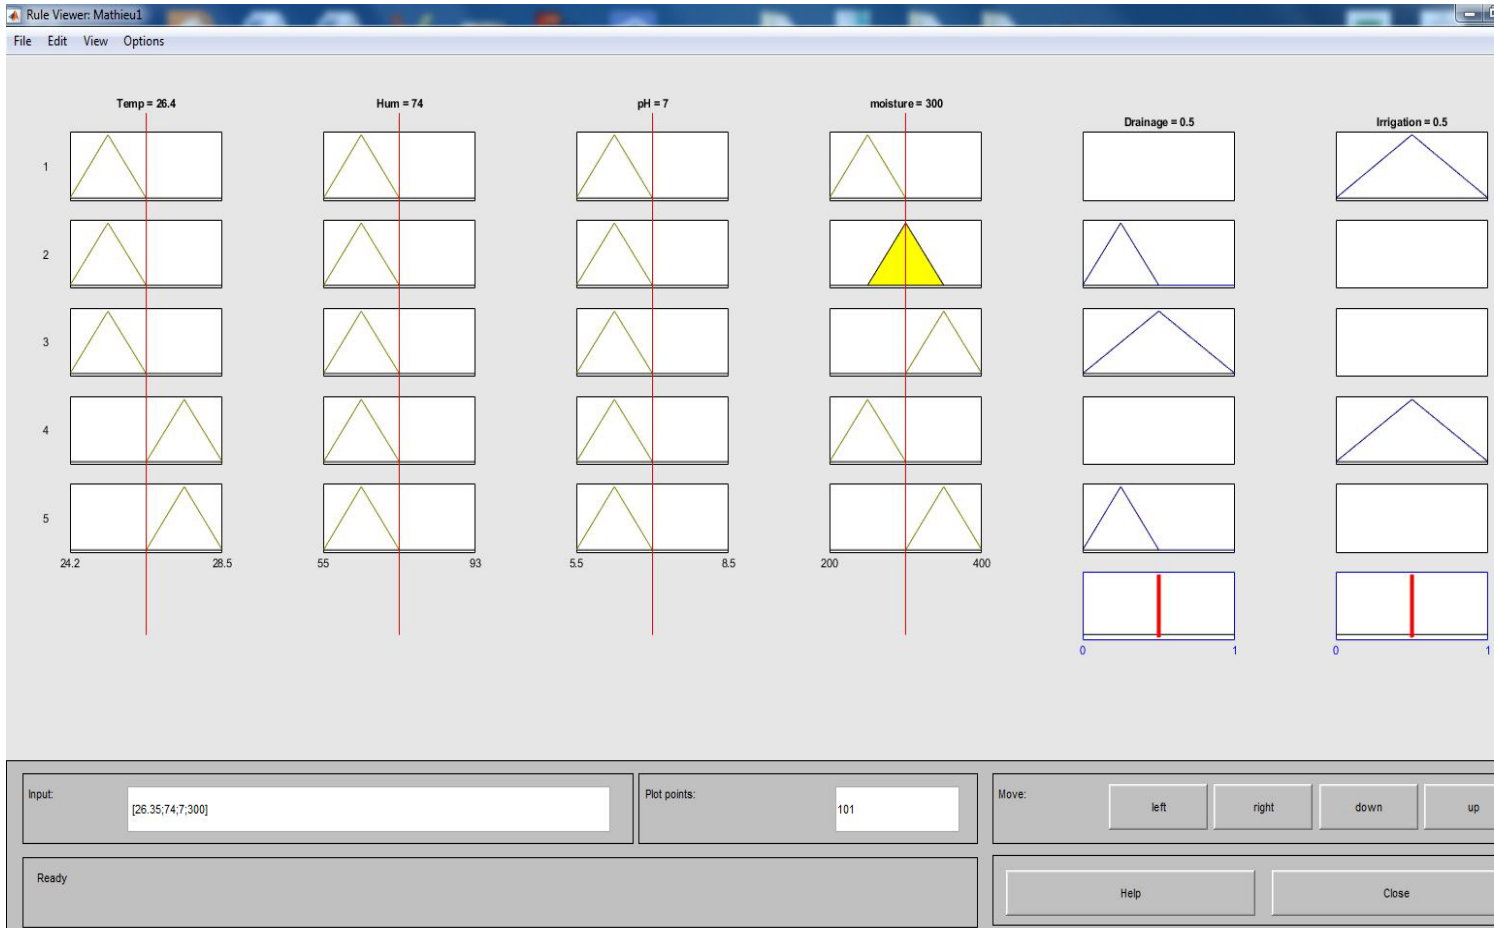 Rule Viewer: Mathieu1
File Edit View Options
Temp = 26.4 Hum = 74 pH = 7 moisture = 300
Drainage = 0.5 Irrigation = 0.5
1
2
3
4
5
24.2 28.5 55 93 5.5 8.5 200 400
0 1 0 1
Input: [26.35;74;7;300] Plot points: 101 Move: left right down up
Ready
Help Close